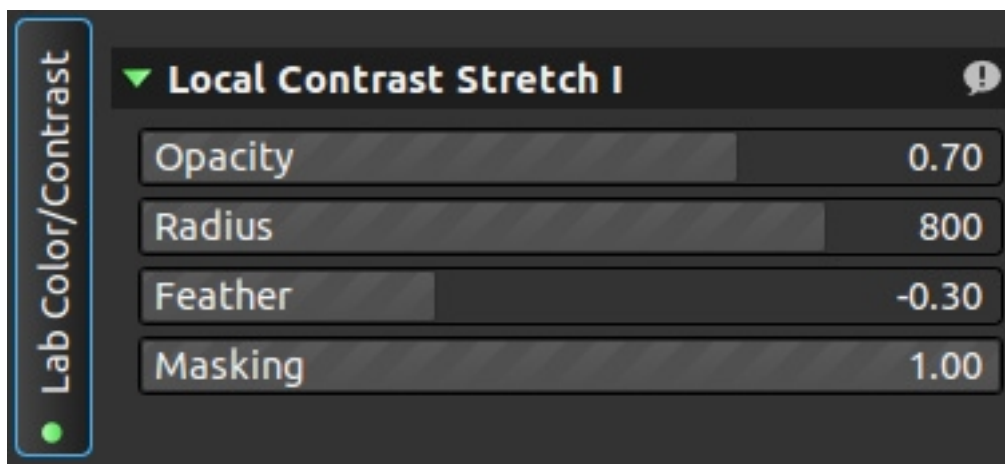 Lab Color/Contrast
Local Contrast Stretch I
Opacity 0.70
Radius 800
Feather -0.30
Masking 1.00